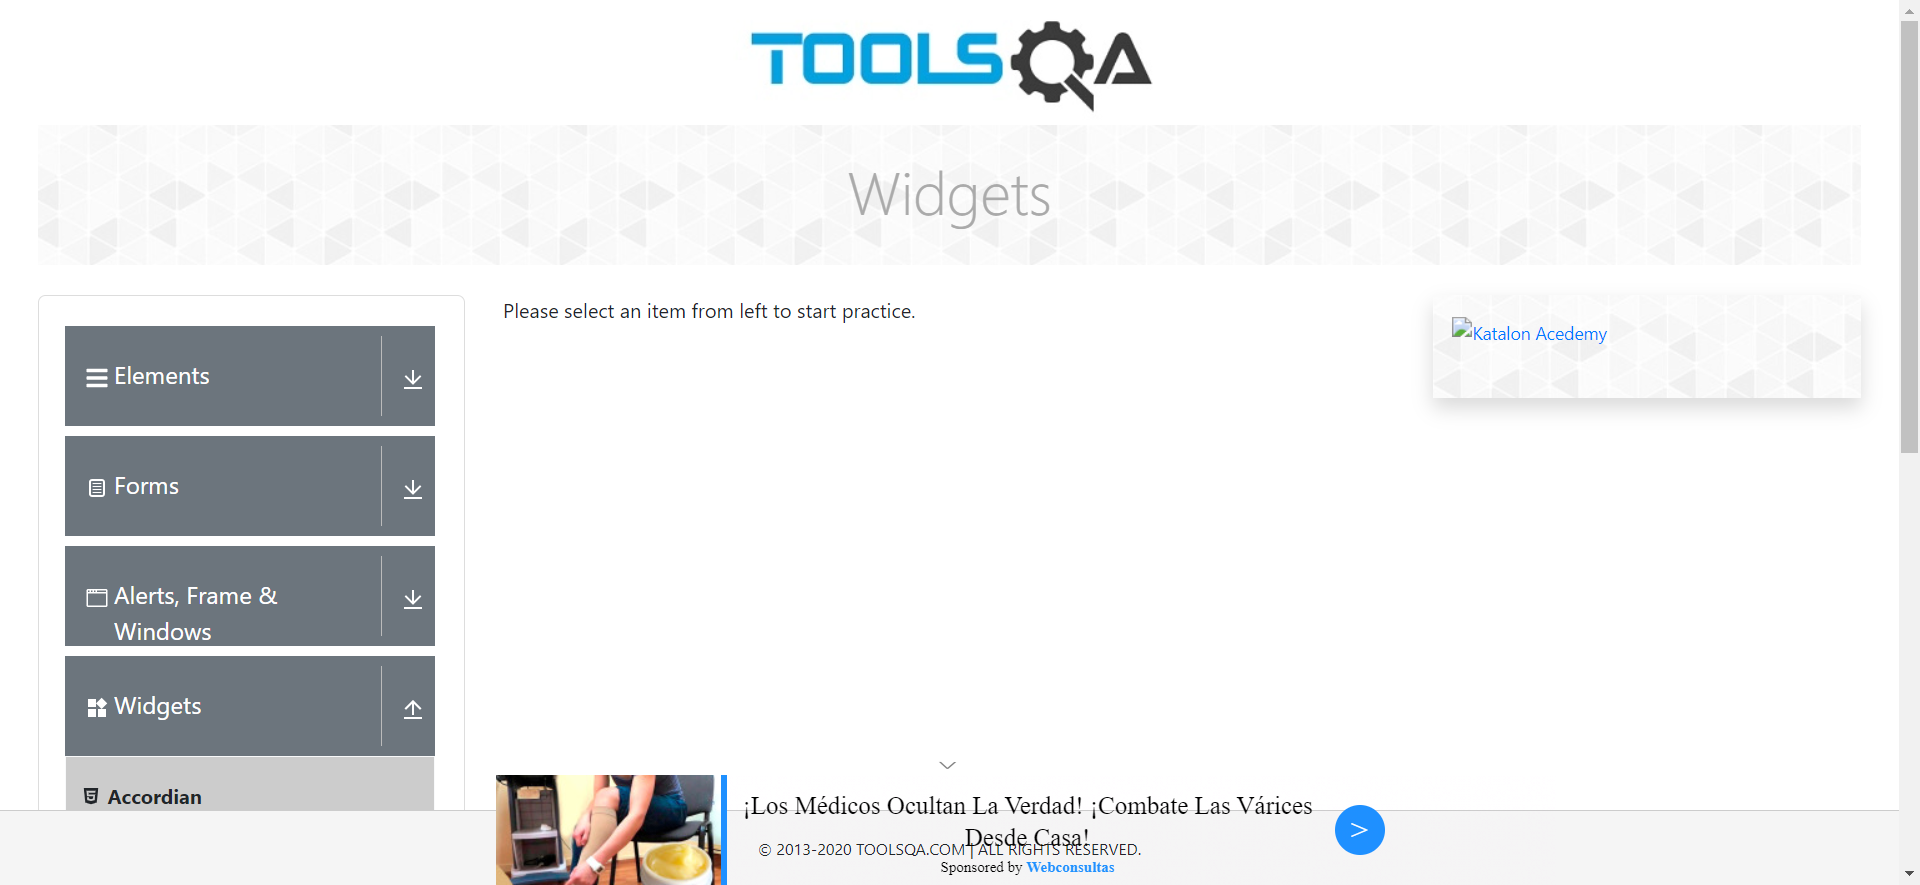 TOOLSQA
Widgets
Please select an item from left to start practice.
Katalon Acedemy
Elements
Forms
Alerts, Frame &
Windows
Widgets
Accordian
¡Los Médicos Ocultan La Verdad! ¡Combate Las Várices
Desde Casa!
© 2013-2020 TOOLSQA.COM | ALL RIGHTS RESERVED.
Sponsored by Webconsultas